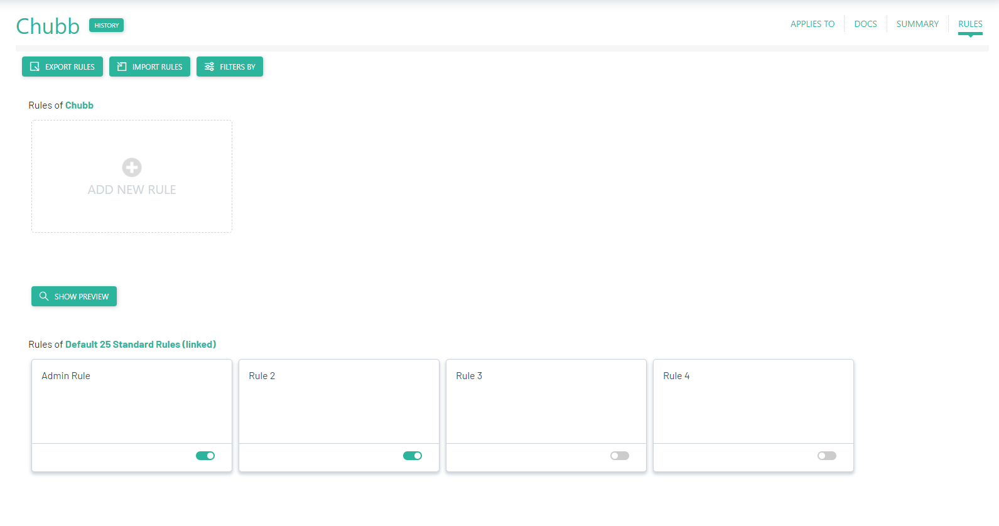 Chubb HISTORY
APPLIES TO DOCS SUMMARY RULES
EXPORT RULES IMPORT RULES FILTERS BY
Rules of Chubb
ADD NEW RULE
SHOW PREVIEW
Rules of Default 25 Standard Rules (linked)
Admin Rule Rule 2 Rule 3 Rule 4